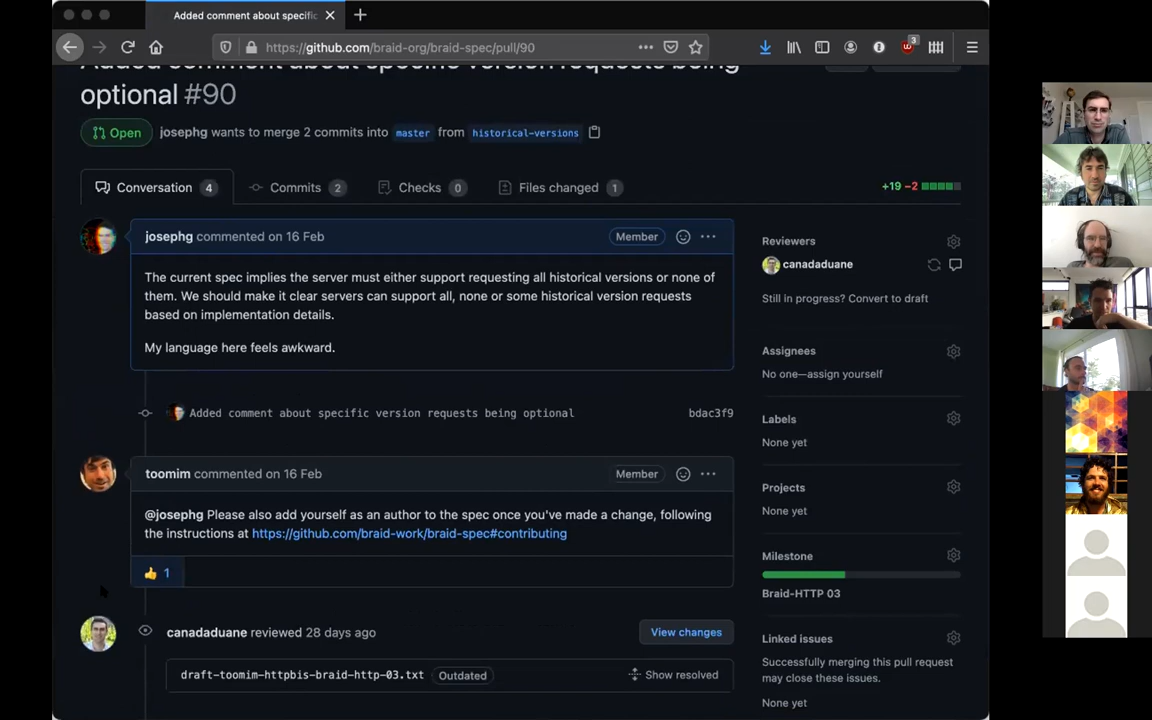 Added comment about specific
https://github.com/braid-org/braid-spec/pull/90
3
Added comment about specific version requests being
optional #90
Open
josephg wants to merge 2 commits into master from historical-versions
Conversation 4
Commits 2
Checks 0
Files changed 1
+19 −2
josephg commented on 16 Feb
Member
The current spec implies the server must either support requesting all historical versions or none of
them. We should make it clear servers can support all, none or some historical version requests
based on implementation details.
My language here feels awkward.
Added comment about specific version requests being optional
bdac3f9
toomim commented on 16 Feb
Member
@josephg Please also add yourself as an author to the spec once you've made a change, following
the instructions at https://github.com/braid-work/braid-spec#contributing
1
canadaduane reviewed 28 days ago
View changes
draft-toomim-httpbis-braid-http-03.txt
Outdated
Show resolved
Reviewers
canadaduane
Still in progress? Convert to draft
Assignees
No one—assign yourself
Labels
None yet
Projects
None yet
Milestone
Braid-HTTP 03
Linked issues
Successfully merging this pull request
may close these issues.
None yet